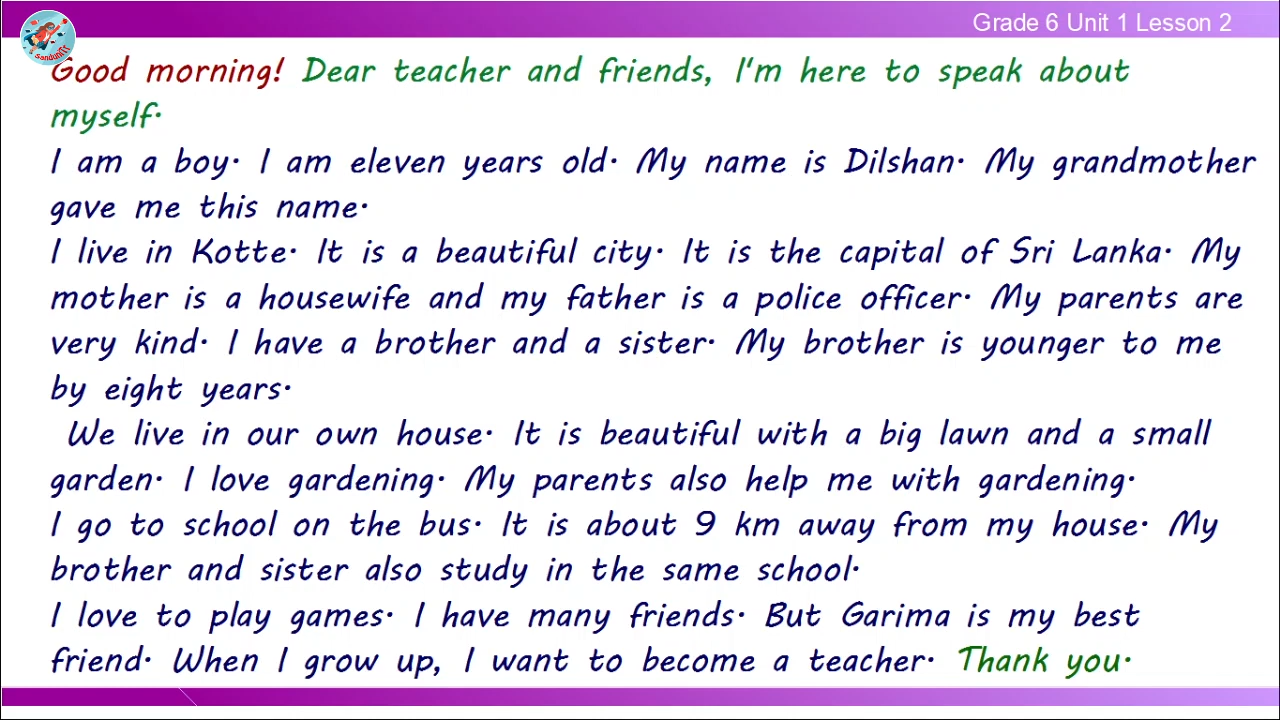 Grade 6 Unit 1 Lesson 2
Good morning! Dear teacher and friends, I'm here to speak about
myself.
I am a boy. I am eleven years old. My name is Dilshan. My grandmother
gave me this name.
I live in Kotte. It is a beautiful city. It is the capital of Sri Lanka. My
mother is a housewife and my father is a police officer. My parents are
very kind. I have a brother and a sister. My brother is younger to me
by eight years.
We live in our own house. It is beautiful with a big lawn and a small
garden. I love gardening. My parents also help me with gardening.
I go to school on the bus. It is about 9 km away from my house. My
brother and sister also study in the same school.
I love to play games. I have many friends. But Garima is my best
friend. When I grow up, I want to become a teacher. Thank you.